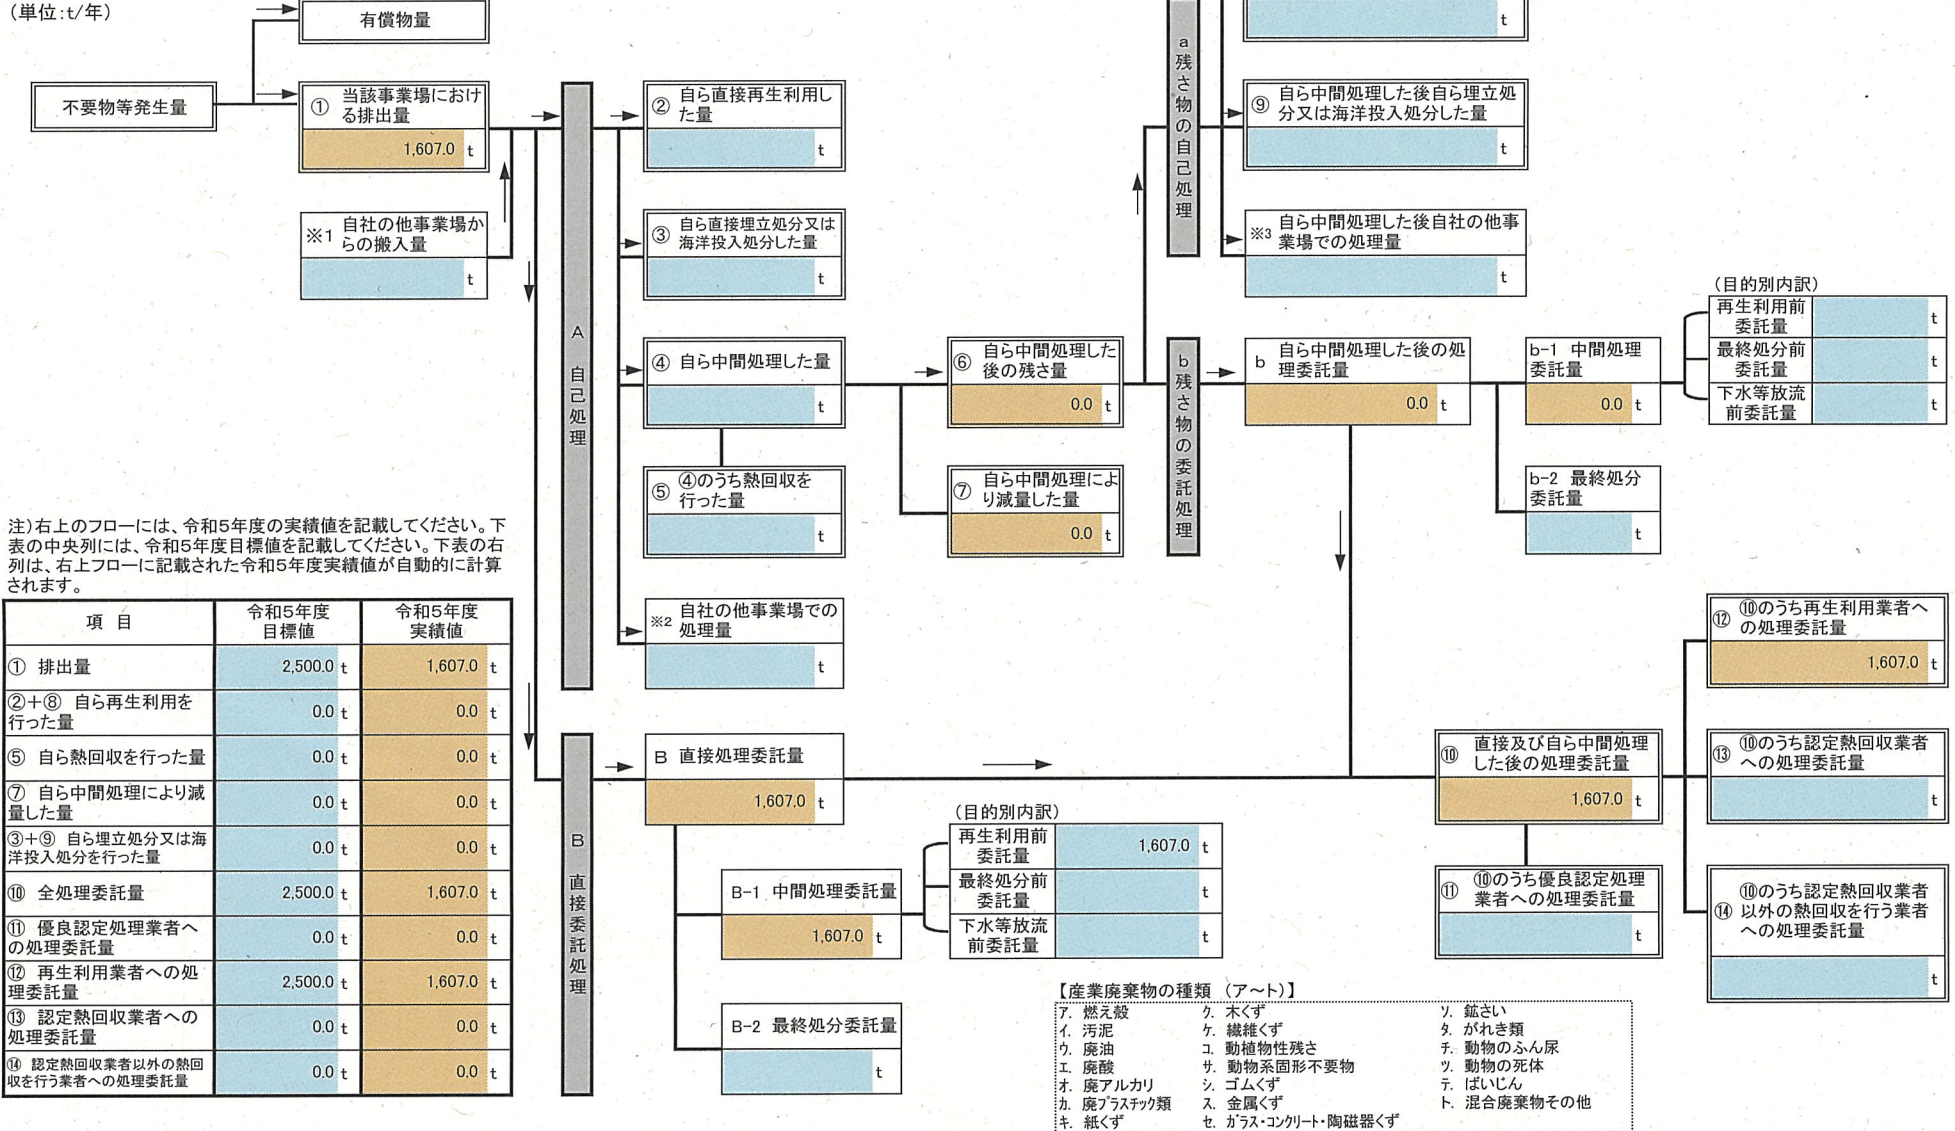 (単位:t/年)
有償物量
不要物等発生量
① 当該事業場におけ
る排出量
1,607.0 t
※1 自社の他事業場か
らの搬入量
t
A 自己処理
② 自ら直接再生利用し
た量
t
③ 自ら直接埋立処分又は
海洋投入処分した量
t
④ 自ら中間処理した量
t
⑤ ④のうち熱回収を
行った量
t
※2 自社の他事業場での
処理量
t
⑥ 自ら中間処理した
後の残さ量
0.0 t
⑦ 自ら中間処理によ
り減量した量
0.0 t
a 残さ物の自己処理
t
⑨ 自ら中間処理した後自ら埋立処
分又は海洋投入処分した量
t
※3 自ら中間処理した後自社の他事
業場での処理量
t
b 残さ物の委託処理
b 自ら中間処理した後の処
理委託量
0.0 t
b-1 中間処理
委託量
0.0 t
b-2 最終処分
委託量
t
(目的別内訳)
再生利用前
委託量
t
最終処分前
委託量
t
下水等放流
前委託量
t
注)右上のフローには、令和5年度の実績値を記載してください。下
表の中央列には、令和5年度目標値を記載してください。下表の右
列は、右上フローに記載された令和5年度実績値が自動的に計算
されます。
項 目
令和5年度
目標値
令和5年度
実績値
① 排出量 2,500.0 t 1,607.0 t
②+⑧ 自ら再生利用を
行った量 0.0 t 0.0 t
⑤ 自ら熱回収を行った量 0.0 t 0.0 t
⑦ 自ら中間処理により減
量した量 0.0 t 0.0 t
③+⑨ 自ら埋立処分又は海
洋投入処分を行った量 0.0 t 0.0 t
⑩ 全処理委託量 2,500.0 t 1,607.0 t
⑪ 優良認定処理業者へ
の処理委託量 0.0 t 0.0 t
⑫ 再生利用業者への処
理委託量 2,500.0 t 1,607.0 t
⑬ 認定熱回収業者への
処理委託量 0.0 t 0.0 t
⑭ 認定熱回収業者以外の熱回
収を行う業者への処理委託量 0.0 t 0.0 t
B 直接委託処理
B 直接処理委託量
1,607.0 t
B-1 中間処理委託量
1,607.0 t
B-2 最終処分委託量
t
(目的別内訳)
再生利用前
委託量
1,607.0 t
最終処分前
委託量
t
下水等放流
前委託量
t
⑩ 直接及び自ら中間処理
した後の処理委託量
1,607.0 t
⑪ ⑩のうち優良認定処理
業者への処理委託量
t
⑫ ⑩のうち再生利用業者へ
の処理委託量
1,607.0 t
⑬ ⑩のうち認定熱回収業者
への処理委託量
t
⑭ ⑩のうち認定熱回収業者
以外の熱回収を行う業者
への処理委託量
t
【産業廃棄物の種類 (ア~ト)】
ア. 燃え殻
イ. 汚泥
ウ. 廃油
エ. 廃酸
オ. 廃アルカリ
カ. 廃プラスチック類
キ. 紙くず
ク. 木くず
ケ. 繊維くず
コ. 動植物性残さ
サ. 動物系固形不要物
シ. ゴムくず
ス. 金属くず
セ. ガラス・コンクリート・陶磁器くず
ソ. 鉱さい
タ. がれき類
チ. 動物のふん尿
ツ. 動物の死体
テ. ばいじん
ト. 混合廃棄物その他